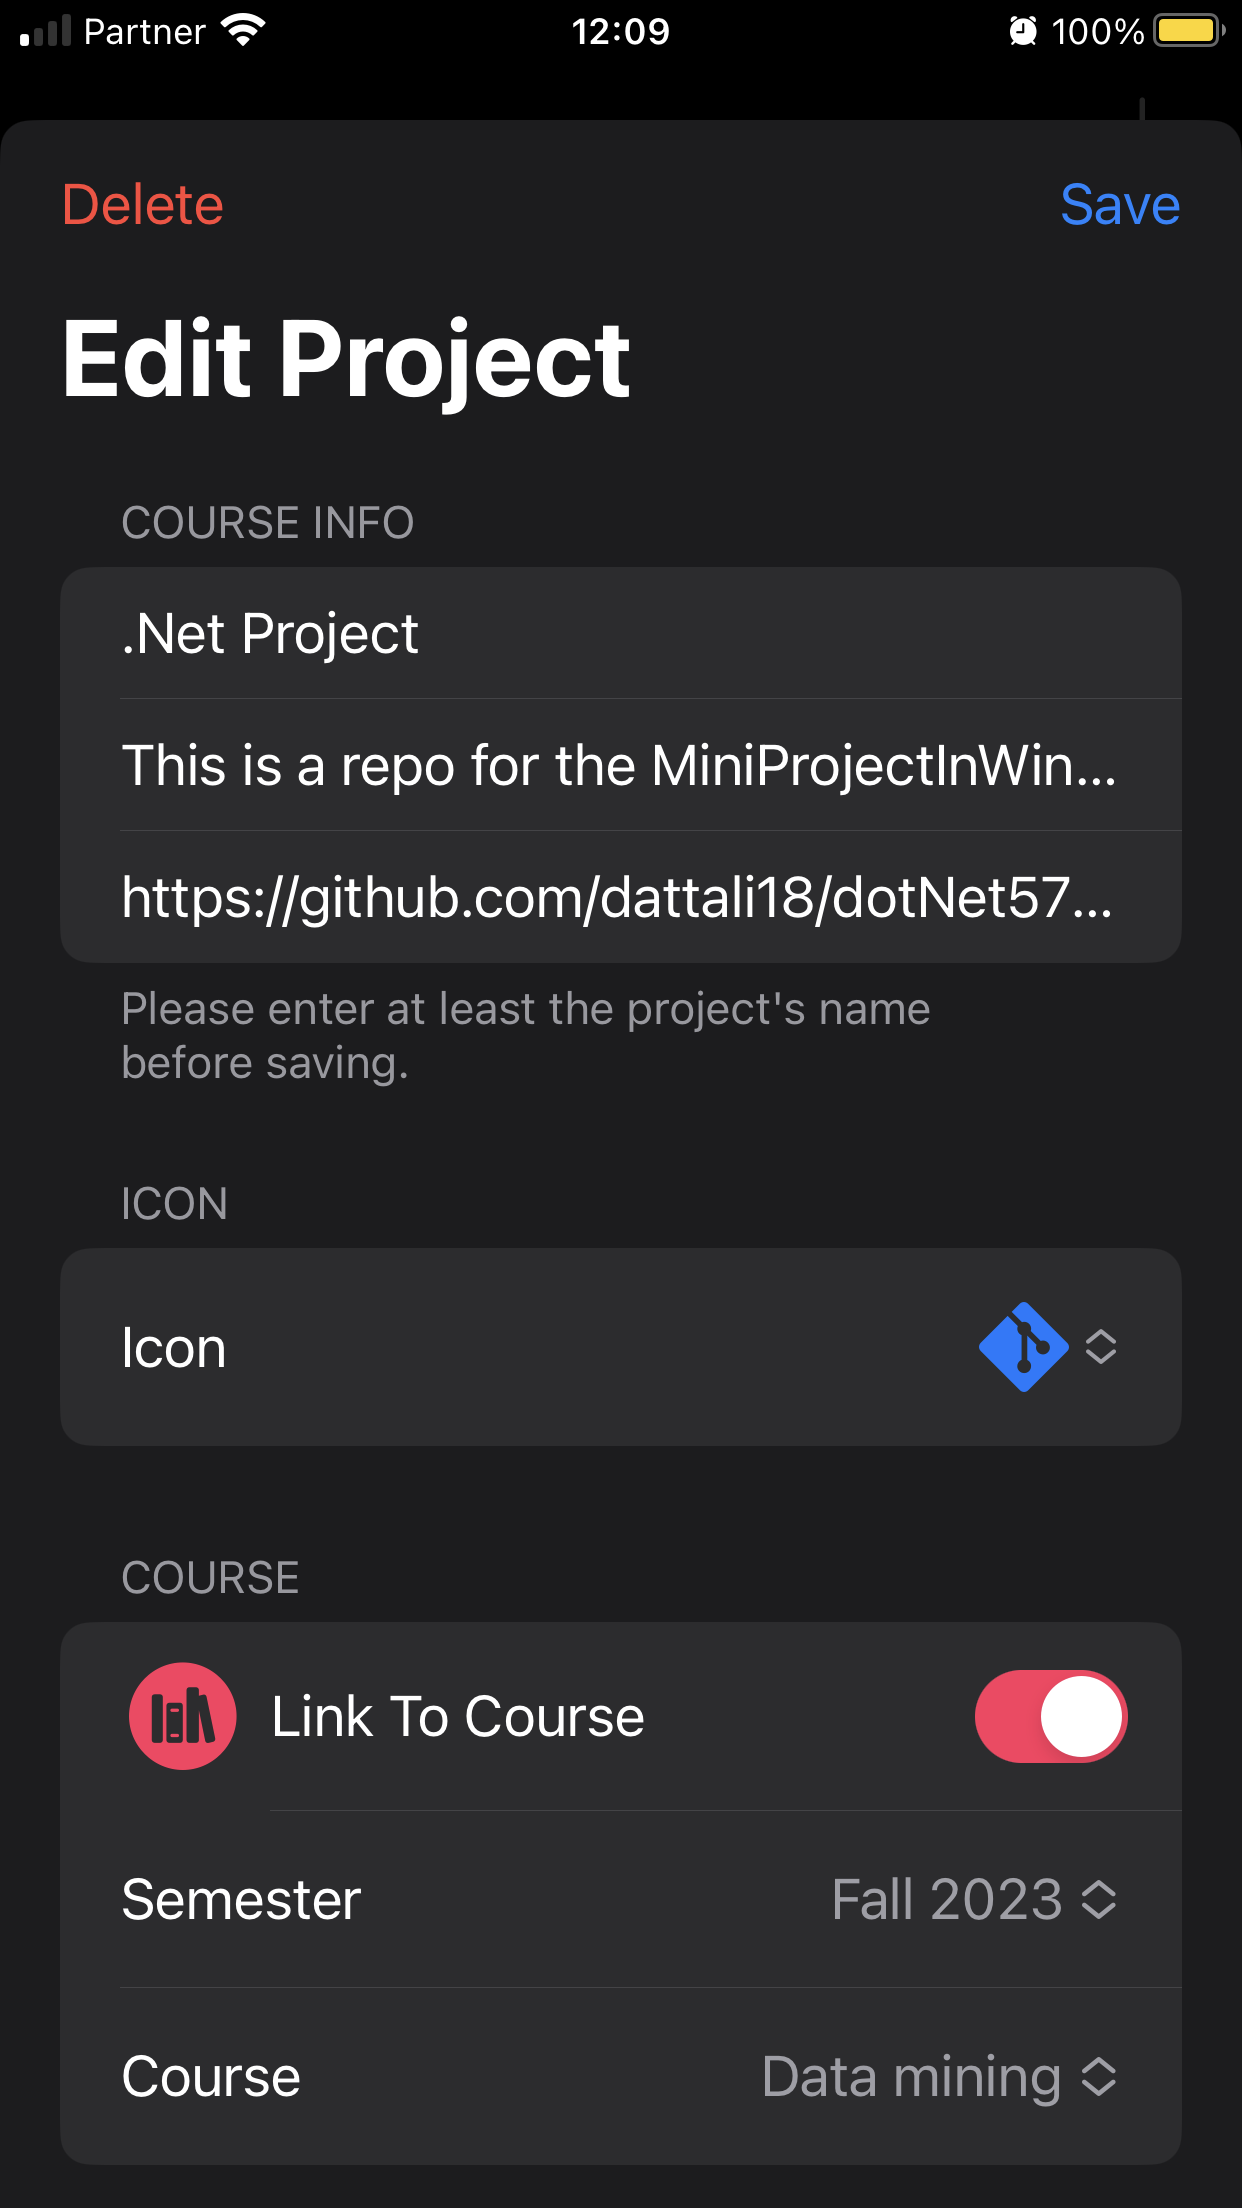 Partner 12:09 100%
Delete Save
Edit Project
COURSE INFO
.Net Project
This is a repo for the MiniProjectInWin...
https://github.com/dattali18/dotNet57...
Please enter at least the project's name
before saving.
ICON
Icon
COURSE
Link To Course
Semester Fall 2023
Course Data mining